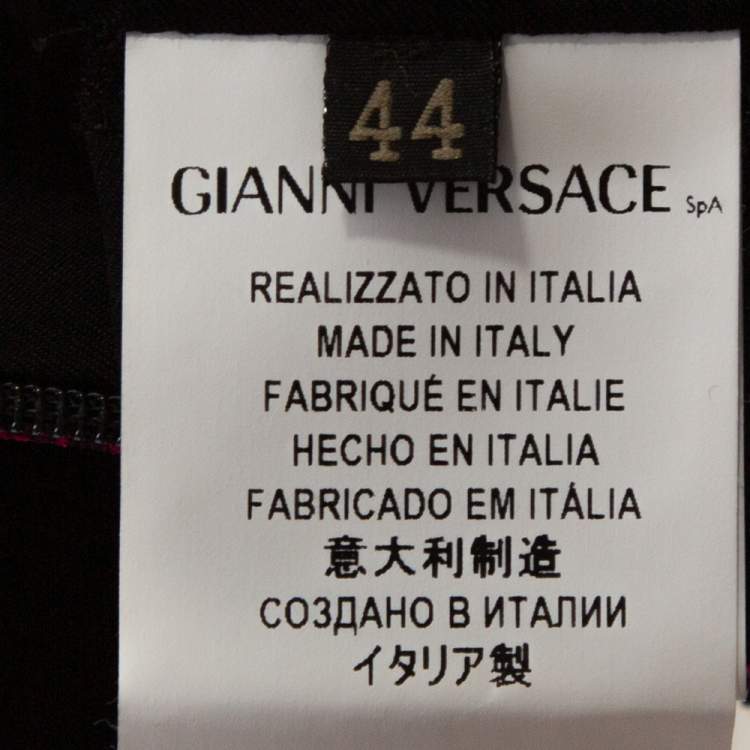 44
GIANNI VERSACE SpA
REALIZZATO IN ITALIA
MADE IN ITALY
FABRIQUÉ EN ITALIE
HECHO EN ITALIA
FABRICADO EM ITÁLIA
意大利制造
СОЗДАНО В ИТАЛИИ
イタリア製